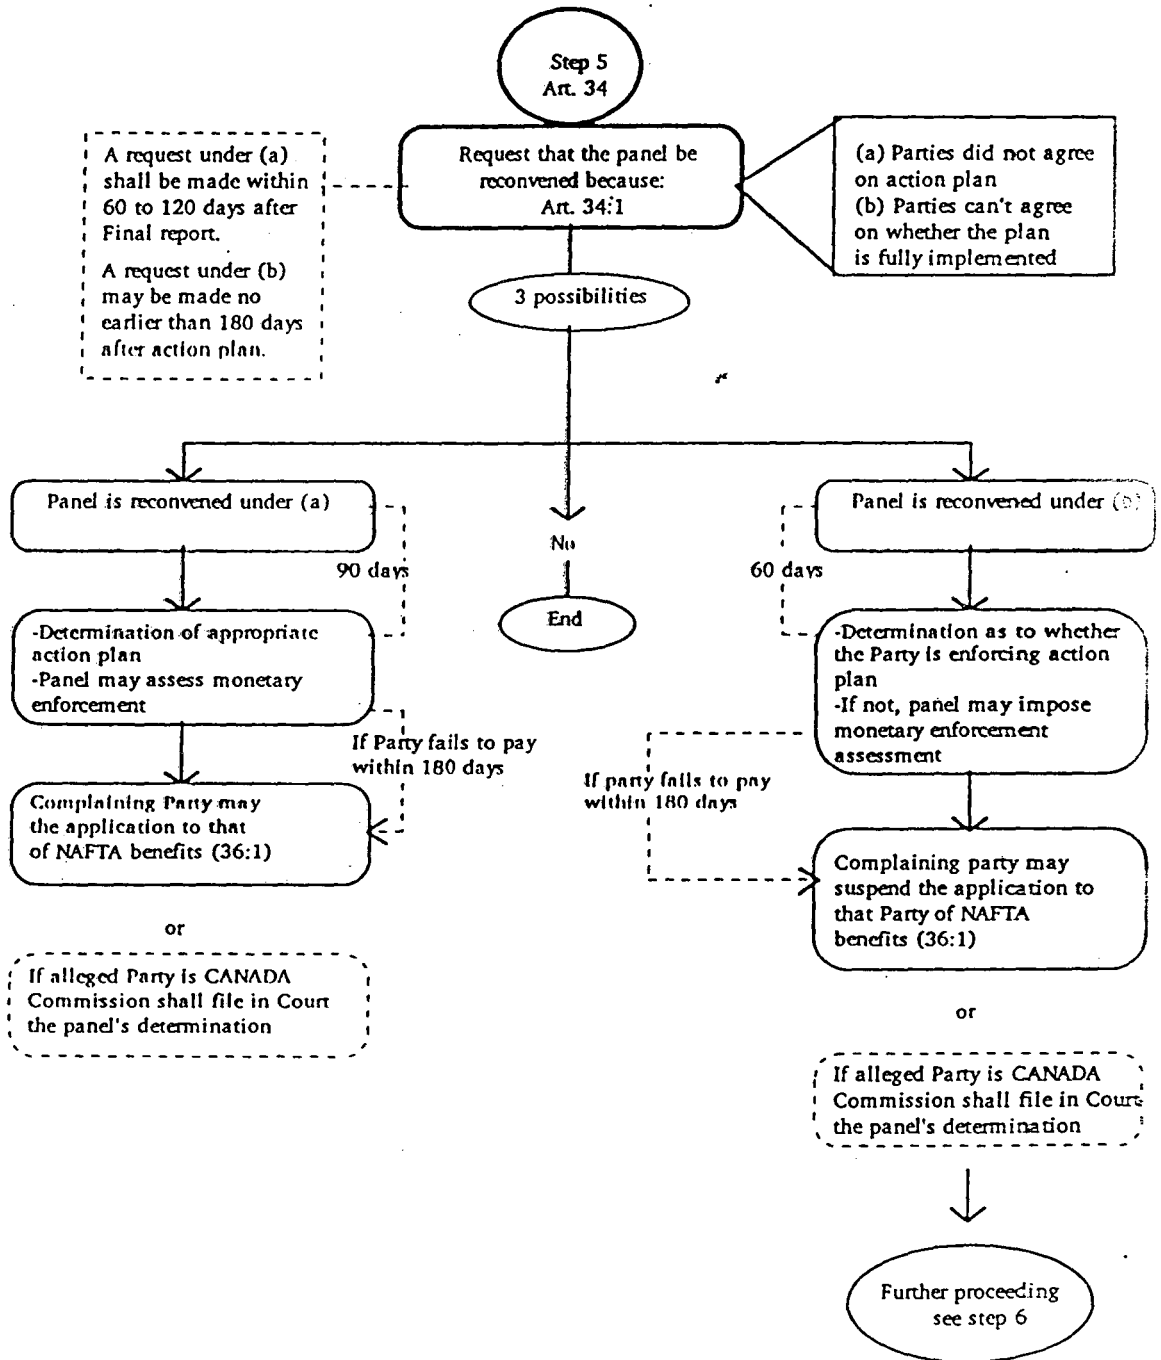 Step 5
Art. 34
Request that the panel be
reconvened because:
Art. 34:1
A request under (a)
shall be made within
60 to 120 days after
Final report.
A request under (b)
may be made no
earlier than 180 days
after action plan.
(a) Parties did not agree
on action plan
(b) Parties can't agree
on whether the plan
is fully implemented
3 possibilities
Panel is reconvened under (a)
90 days
-Determination of appropriate
action plan
-Panel may assess monetary
enforcement
If Party fails to pay
within 180 days
Complaining Party may
the application to that
of NAFTA benefits (36:1)
or
If alleged Party is CANADA
Commission shall file in Court
the panel's determination
No
End
Panel is reconvened under (b)
60 days
-Determination as to whether
the Party is enforcing action
plan
-If not, panel may impose
monetary enforcement
assessment
If party fails to pay
within 180 days
Complaining party may
suspend the application to
that Party of NAFTA
benefits (36:1)
or
If alleged Party is CANADA
Commission shall file in Court
the panel's determination
Further proceeding
see step 6